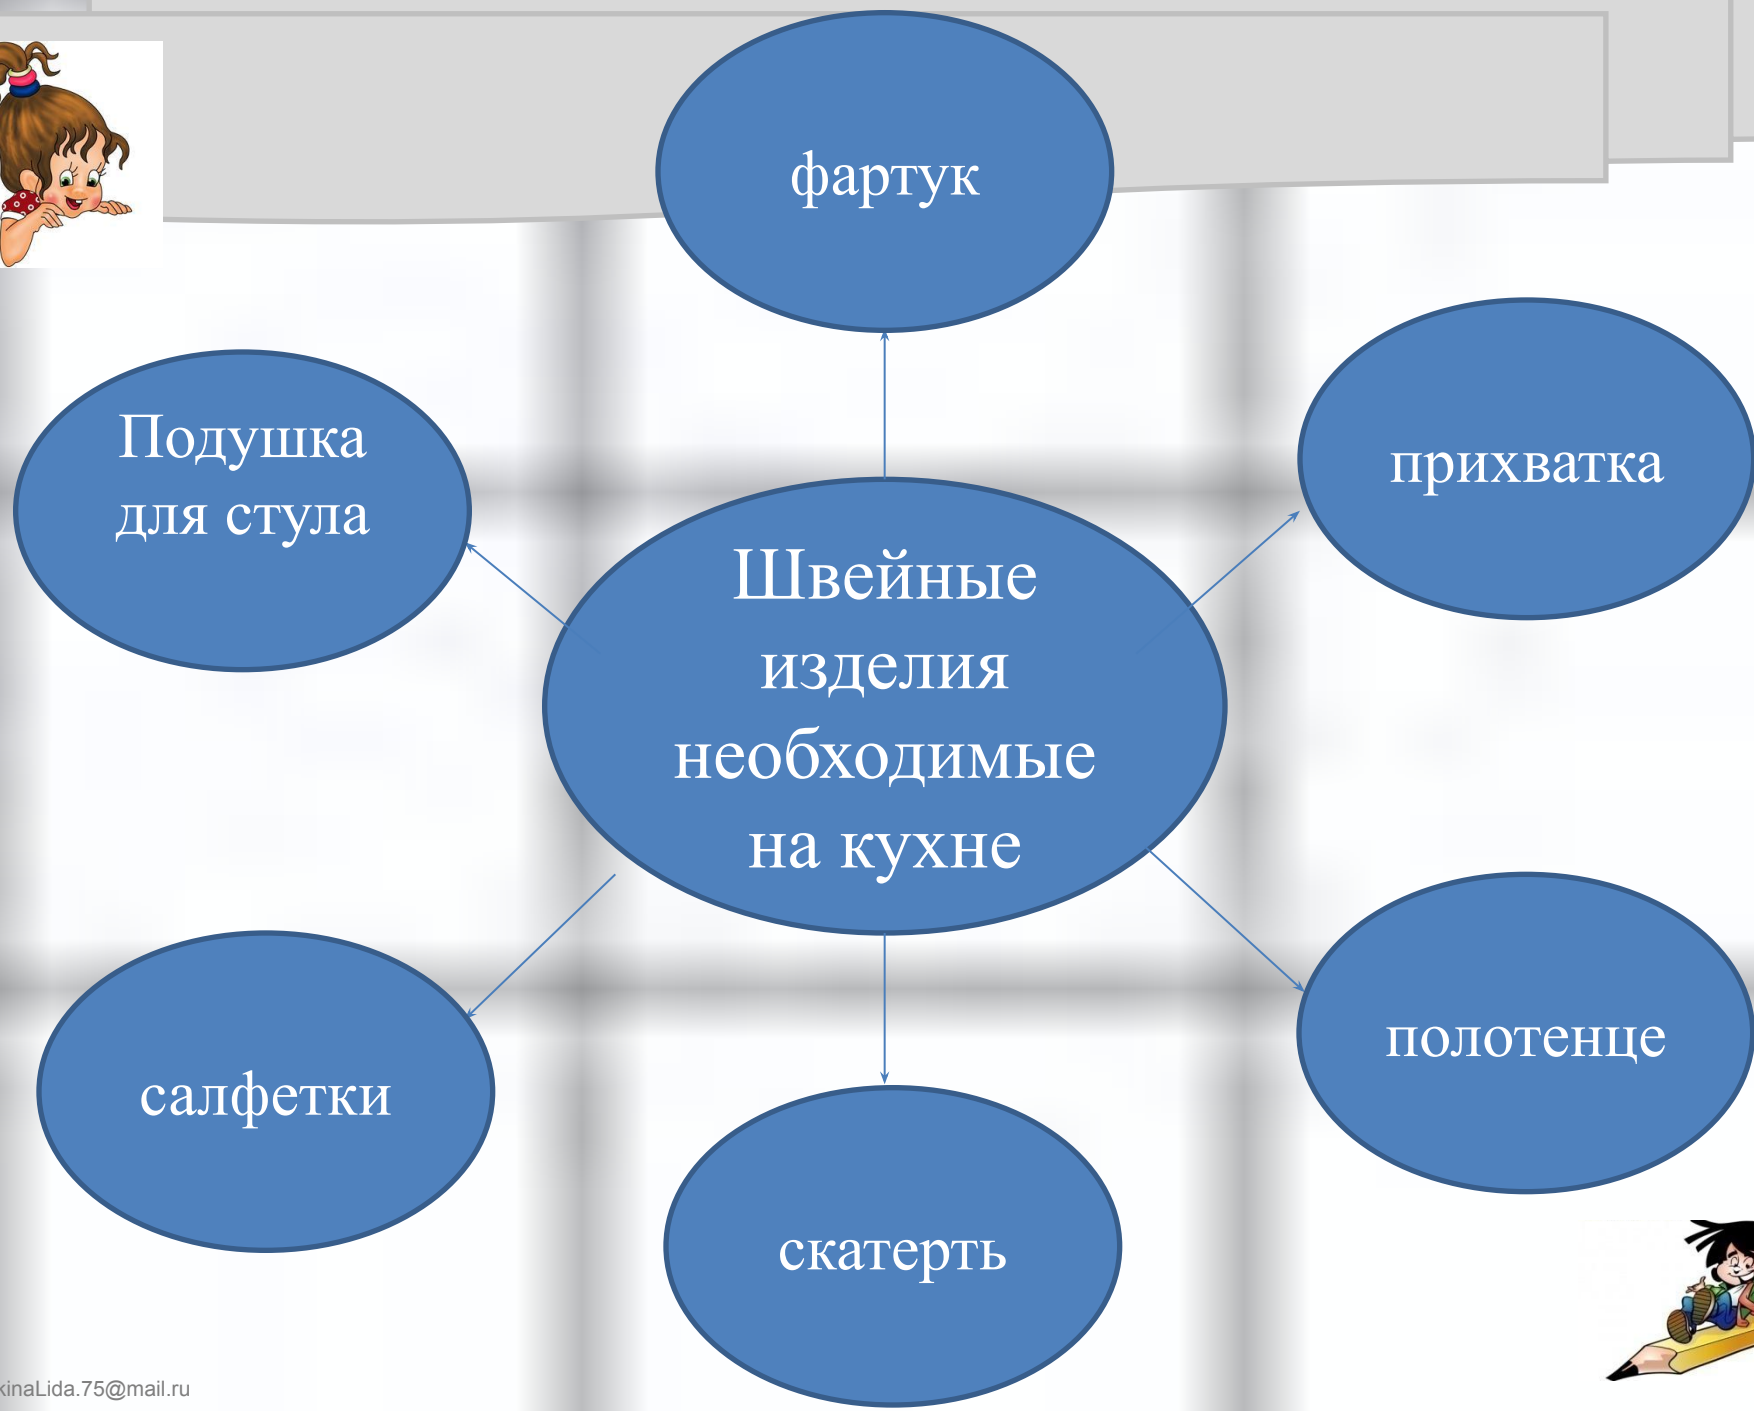 фартук
Подушка
для стула
прихватка
Швейные
изделия
необходимые
на кухне
салфетки
полотенце
скатерть
kinaLida.75@mail.ru